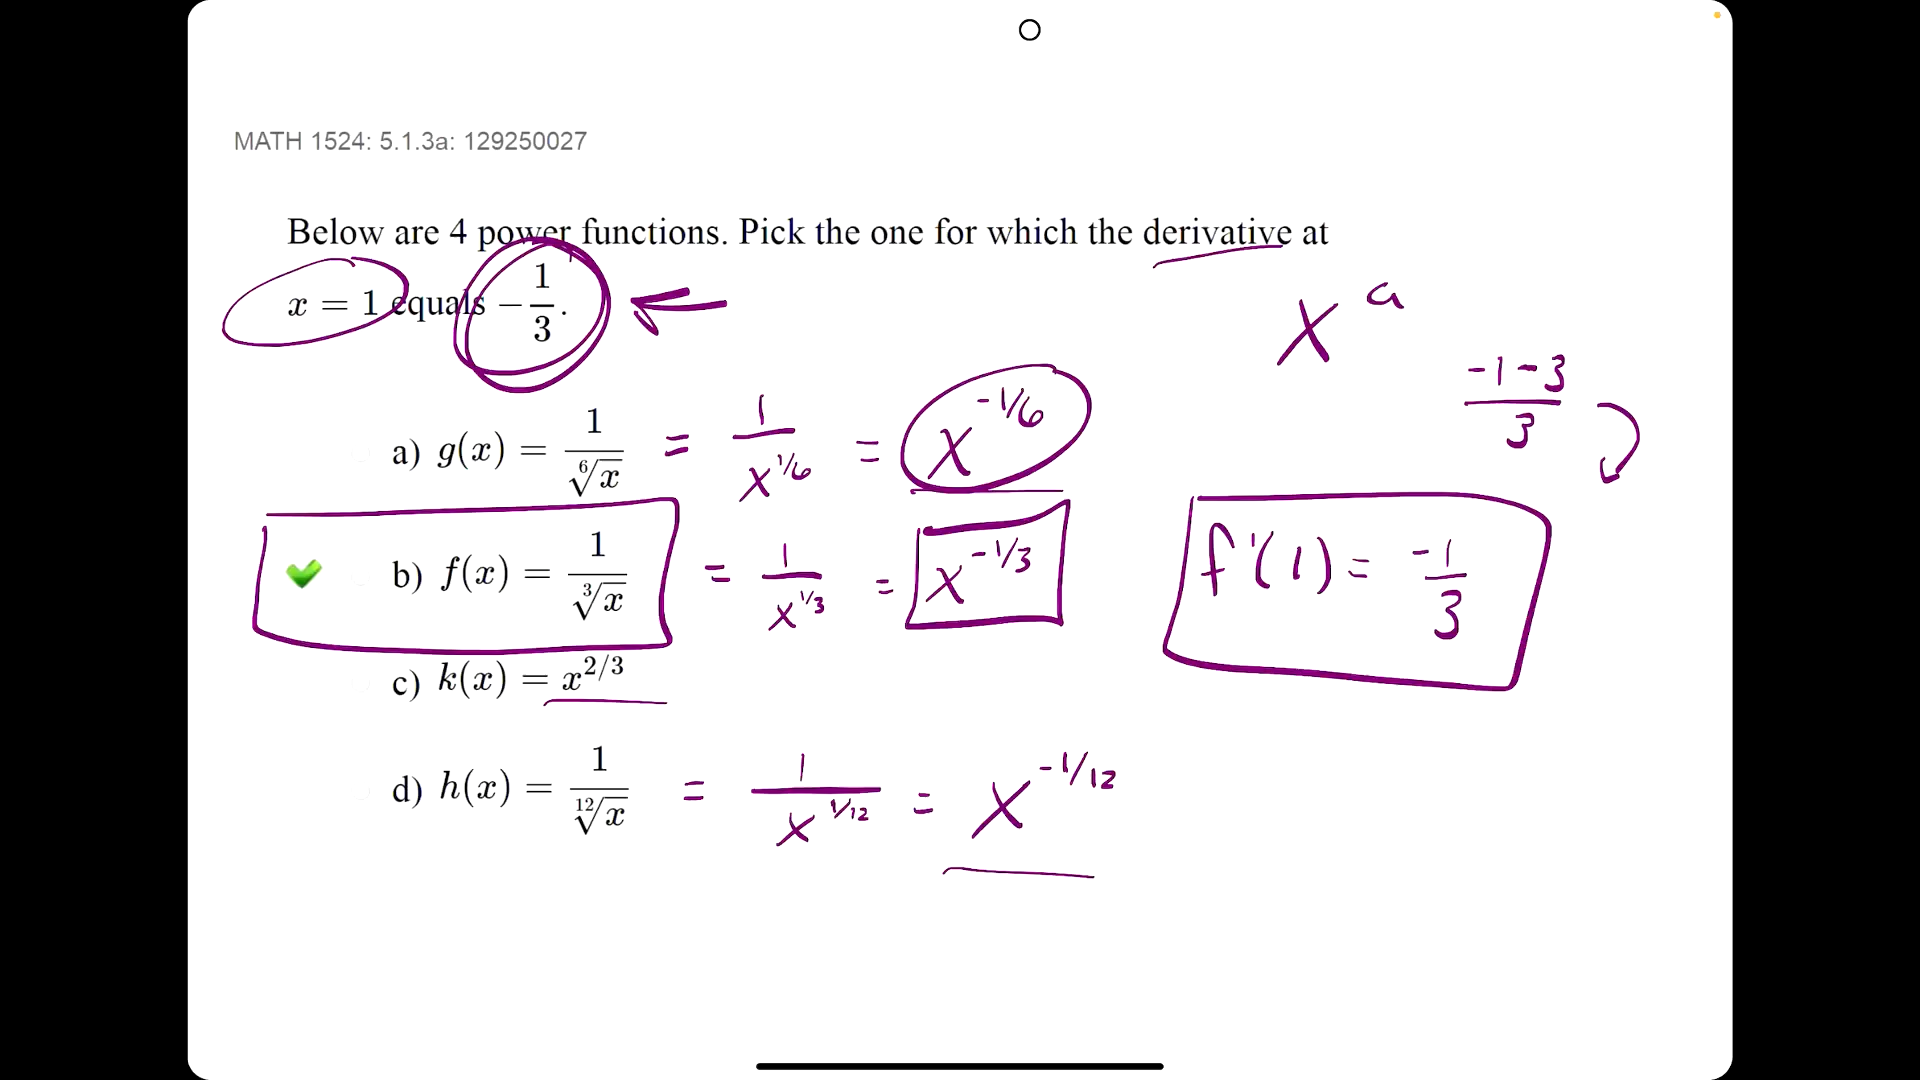 MATH 1524: 5.1.3a: 129250027
Below are 4 power functions. Pick the one for which the derivative at
x = 1 equals −1/3.
x^a
(-1-3)/3
a) g(x) = 1/⁶√x = 1/x^(1/6) = x^(-1/6)
b) f(x) = 1/³√x = 1/x^(1/3) = x^(-1/3)
f'(1) = -1/3
c) k(x) = x^(2/3)
d) h(x) = 1/¹²√x = 1/x^(1/12) = x^(-1/12)